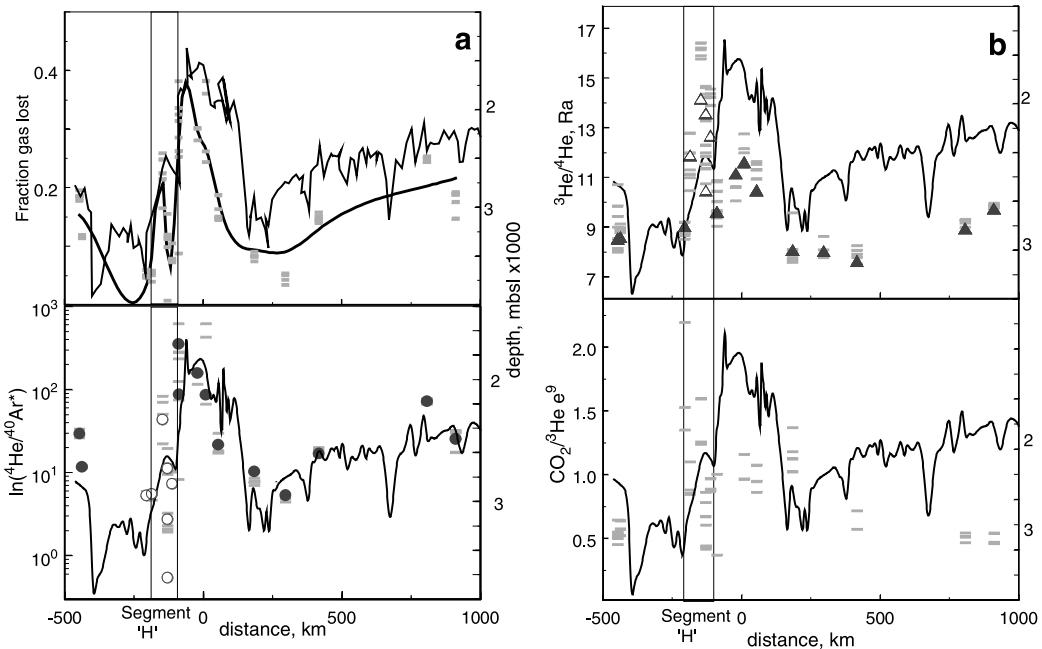 a
0.4
0.2
Fraction gas lost
2
3
depth, mbsl x1000
10³
10²
10¹
10⁰
ln(⁴He/⁴⁰Ar*)
2
3
-500
Segment
'H'
0
500
1000
distance, km
b
17
15
13
11
9
7
³He/⁴He, Ra
2
3
2.0
1.5
1.0
0.5
CO₂/³He e⁹
2
3
-500
Segment
'H'
0
500
1000
distance, km